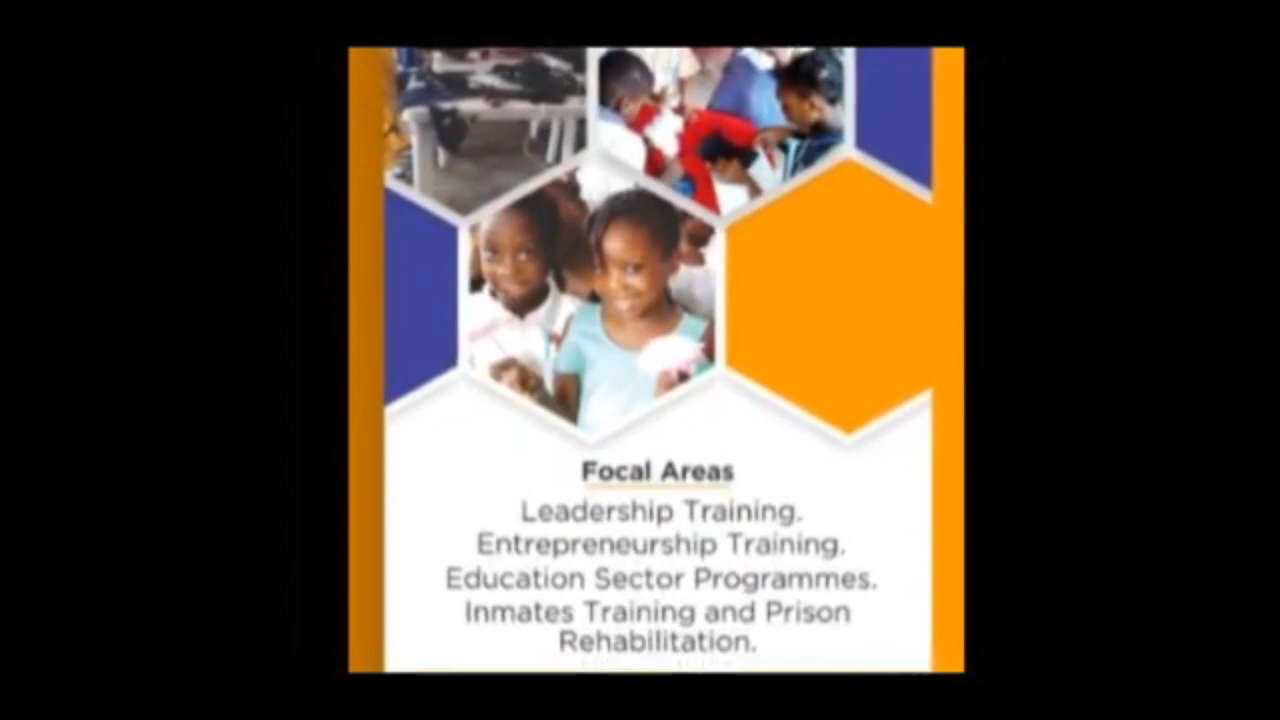 Focal Areas
Leadership Training.
Entrepreneurship Training.
Education Sector Programmes.
Inmates Training and Prison
Rehabilitation.